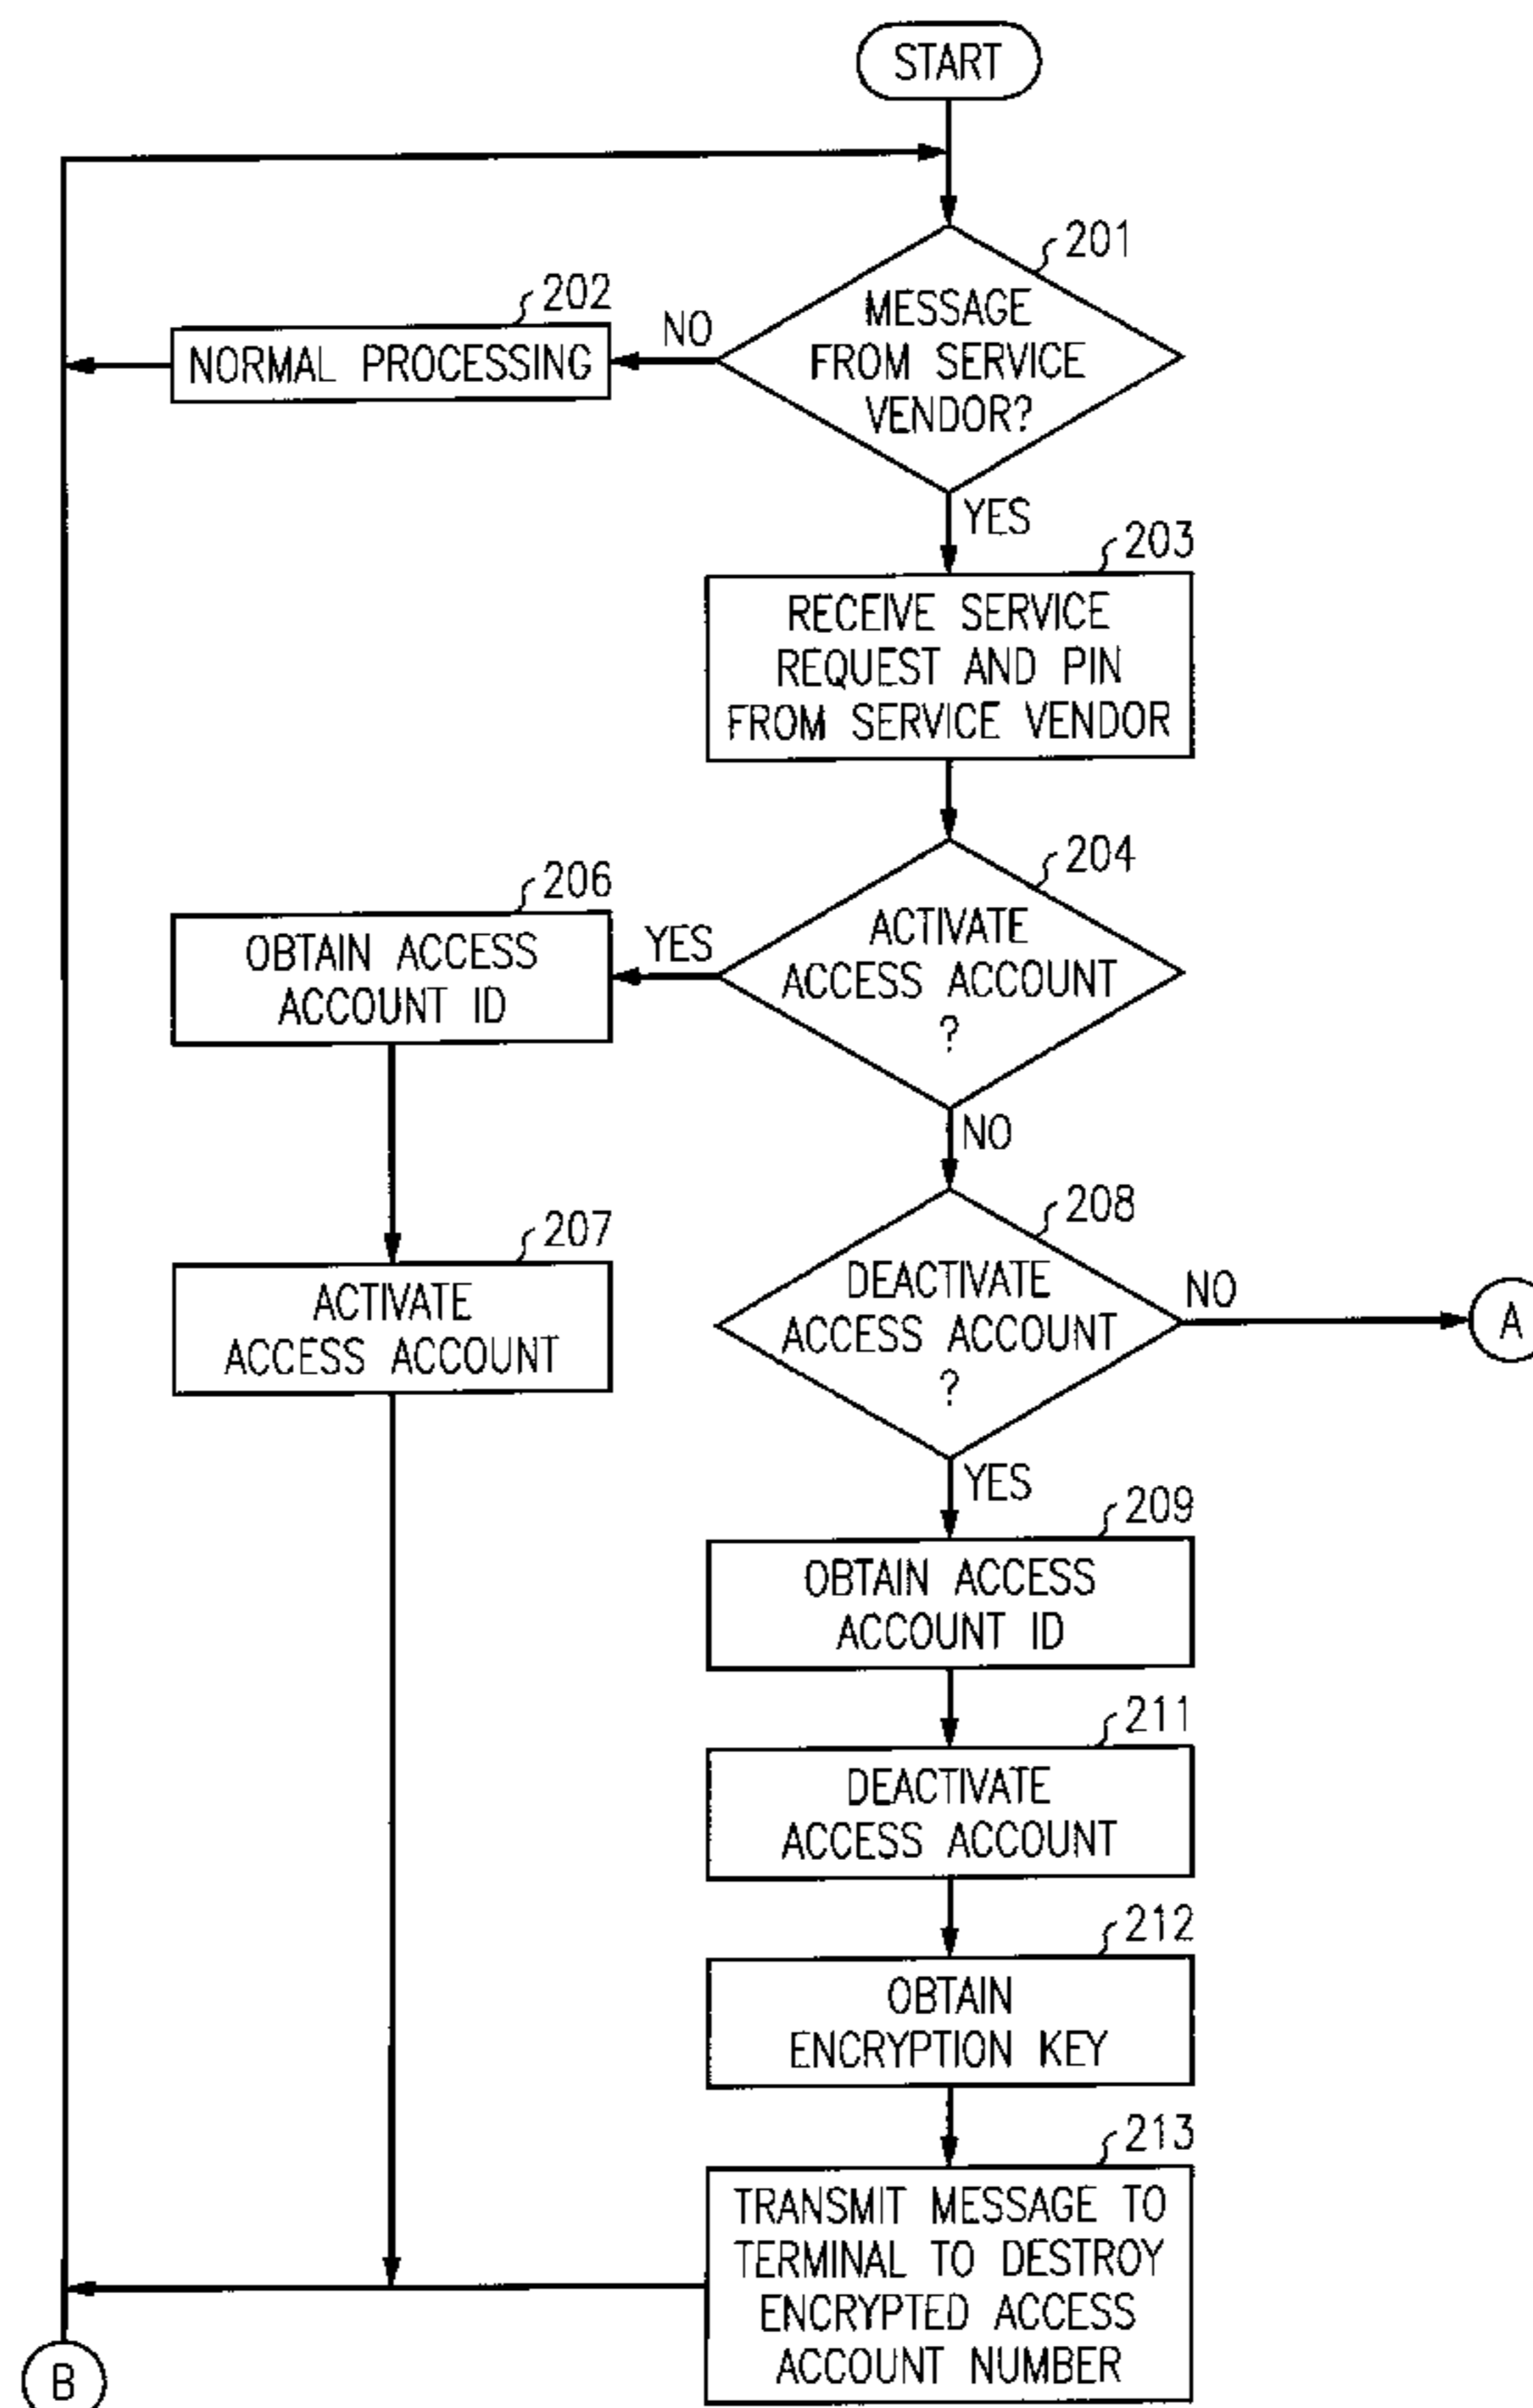 START
201
MESSAGE
FROM SERVICE
VENDOR?
NO
202
NORMAL PROCESSING
YES
203
RECEIVE SERVICE
REQUEST AND PIN
FROM SERVICE VENDOR
204
ACTIVATE
ACCESS ACCOUNT
?
YES
206
OBTAIN ACCESS
ACCOUNT ID
NO
207
ACTIVATE
ACCESS ACCOUNT
208
DEACTIVATE
ACCESS ACCOUNT
?
NO
A
YES
209
OBTAIN ACCESS
ACCOUNT ID
211
DEACTIVATE
ACCESS ACCOUNT
212
OBTAIN
ENCRYPTION KEY
213
TRANSMIT MESSAGE TO
TERMINAL TO DESTROY
ENCRYPTED ACCESS
ACCOUNT NUMBER
B